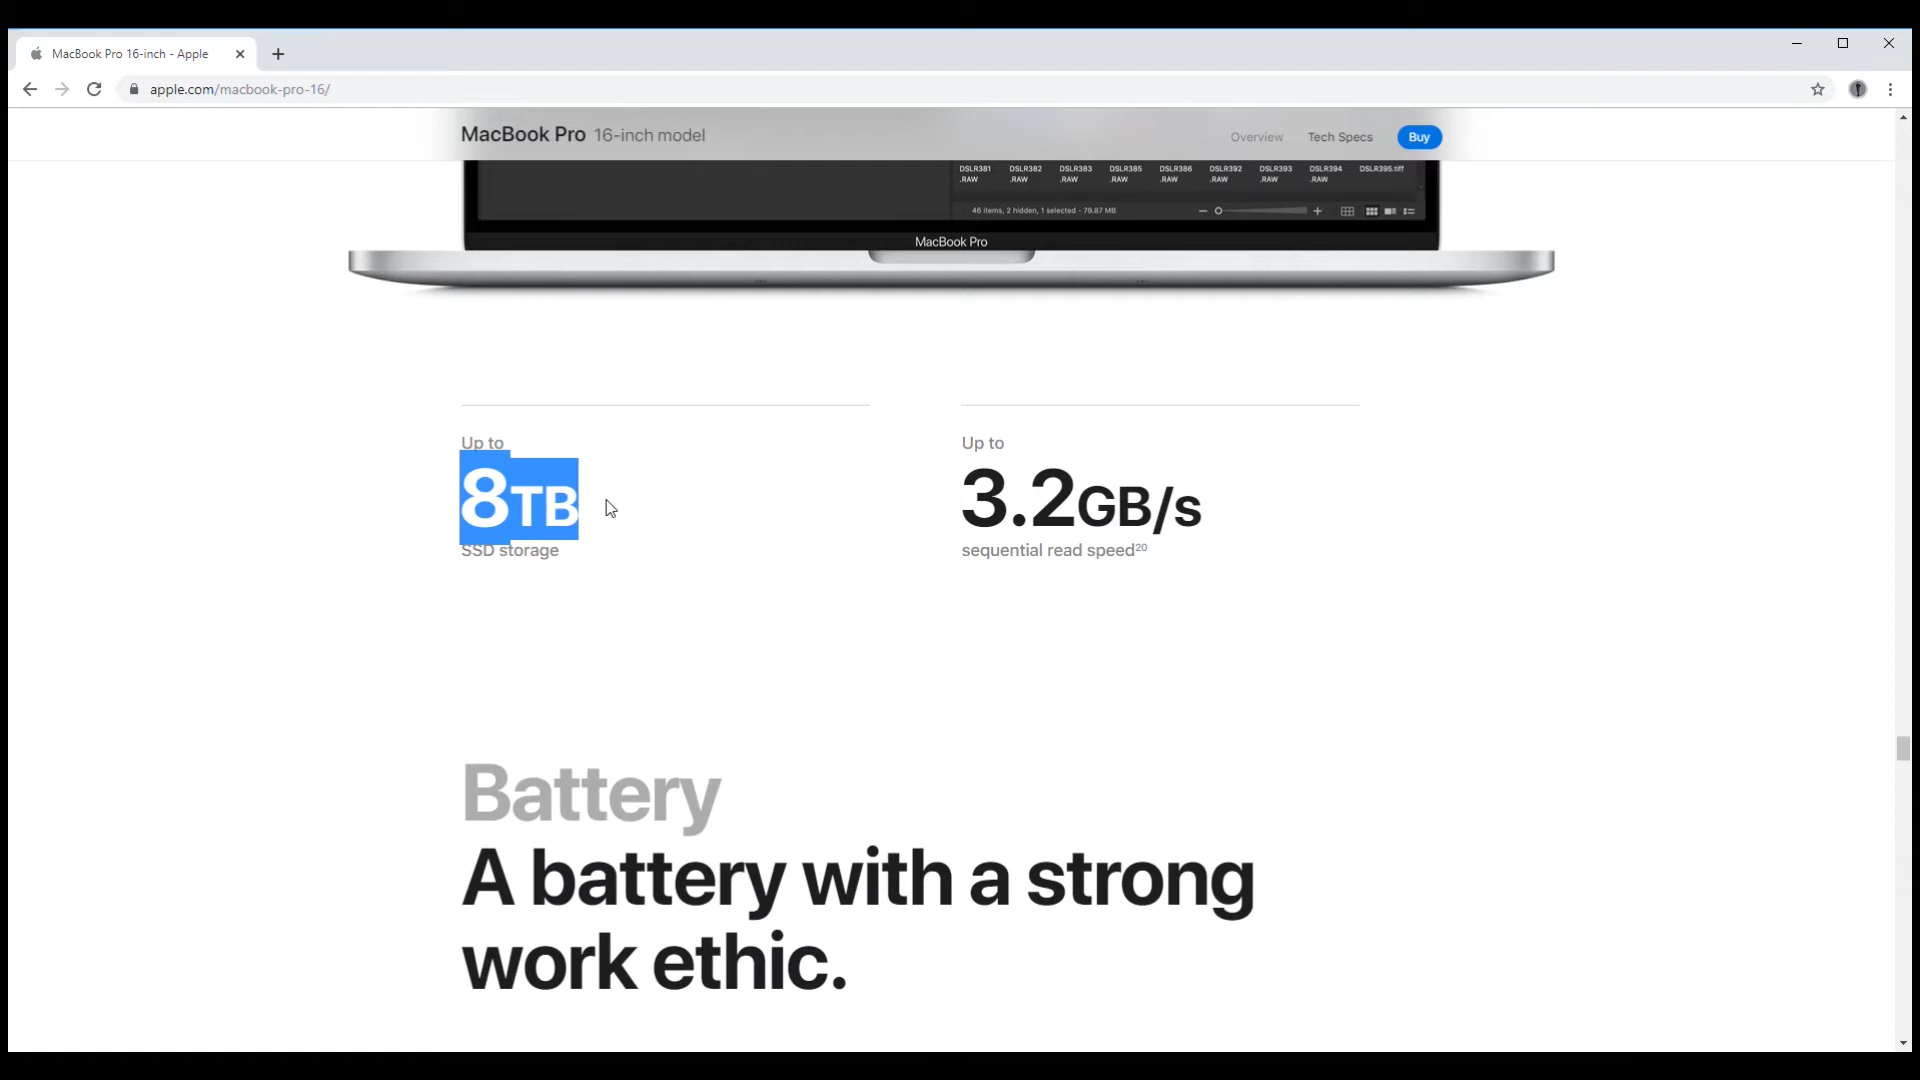 MacBook Pro 16-inch - Apple
apple.com/macbook-pro-16/
MacBook Pro 16-inch model
Overview Tech Specs Buy
DSLR381 DSLR382 DSLR383 DSLR385 DSLR386 DSLR392 DSLR393 DSLR394 DSLR395.tiff
.RAW .RAW .RAW .RAW .RAW .RAW .RAW .RAW
46 items, 2 hidden, 1 selected - 79.87 MB
MacBook Pro
Up to
8TB
SSD storage
Up to
3.2GB/s
sequential read speed20
Battery
A battery with a strong
work ethic.